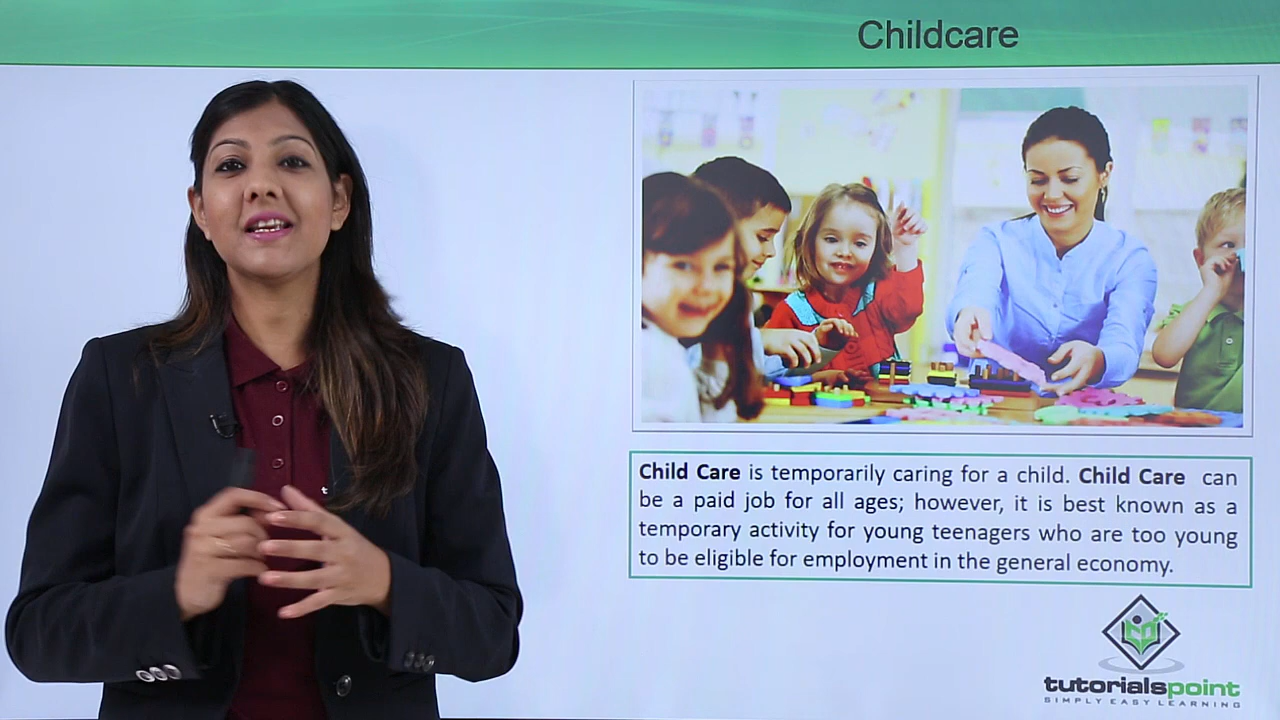 Childcare
Child Care is temporarily caring for a child. Child Care can
be a paid job for all ages; however, it is best known as a
temporary activity for young teenagers who are too young
to be eligible for employment in the general economy.
tutorialspoint
SIMPLY EASY LEARNING